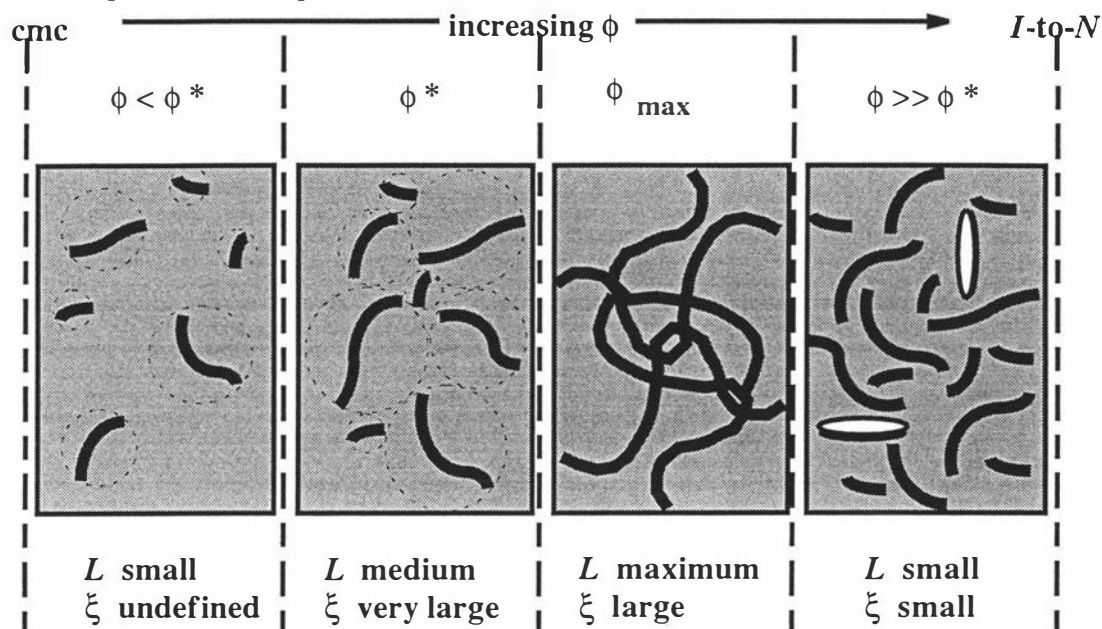 cmc increasing ϕ I-to-N
ϕ < ϕ* ϕ* ϕ max ϕ >> ϕ*
L small L medium L maximum L small
ξ undefined ξ very large ξ large ξ small